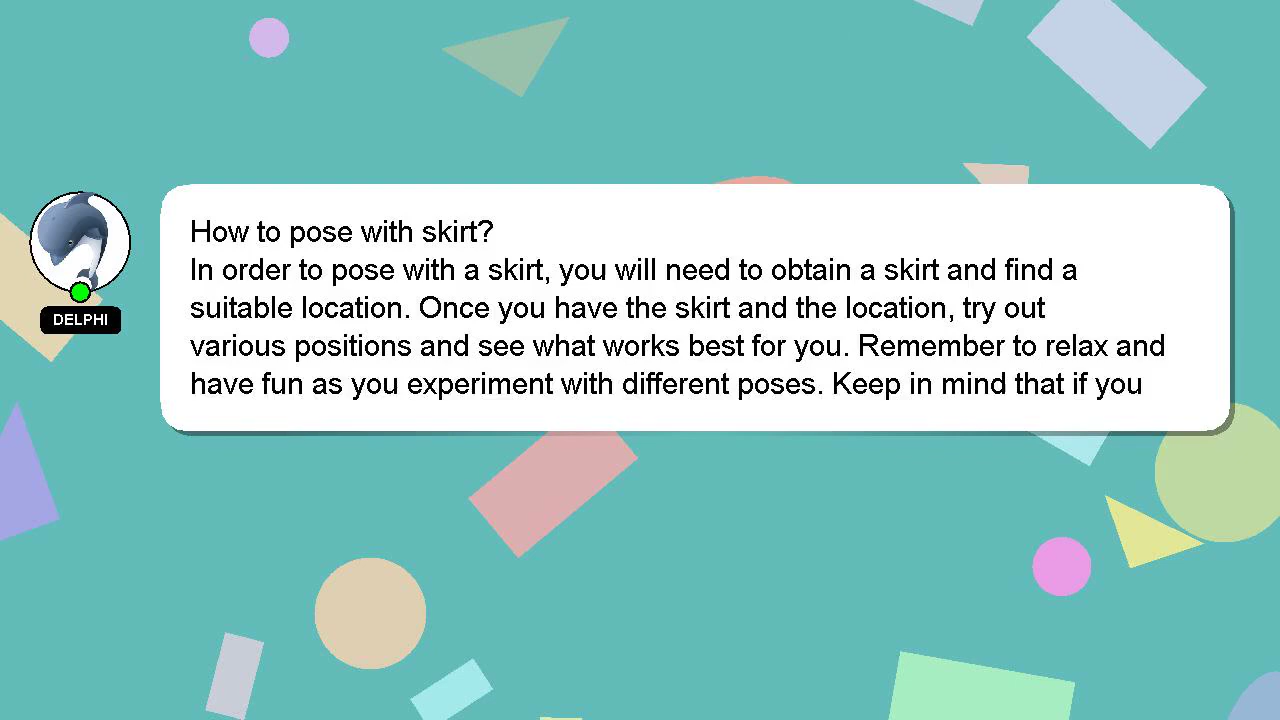 How to pose with skirt?
In order to pose with a skirt, you will need to obtain a skirt and find a
suitable location. Once you have the skirt and the location, try out
various positions and see what works best for you. Remember to relax and
have fun as you experiment with different poses. Keep in mind that if you
DELPHI